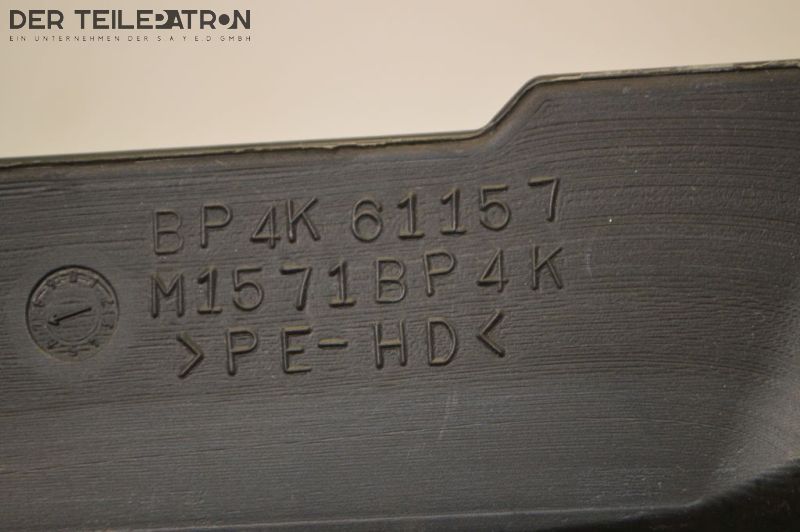 DER TEILEPATRON
EIN UNTERNEHMEN DER S A Y E.D GMBH
BP4K 61157
M1571BP4K
>PE-HD<